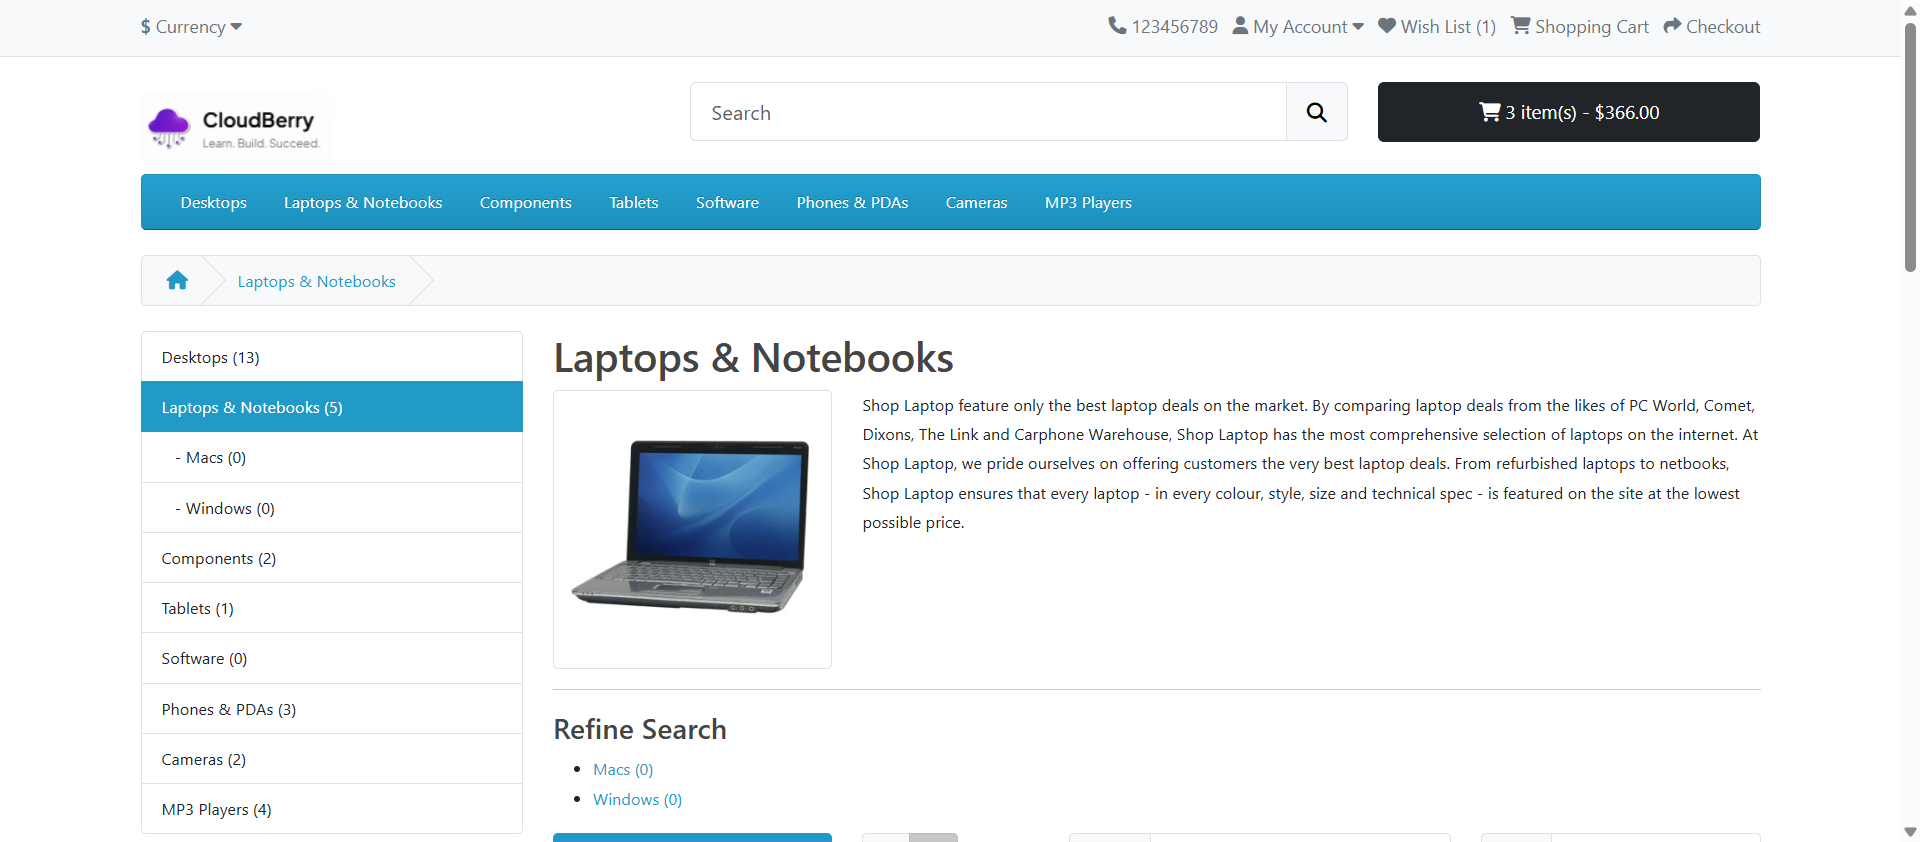 $ Currency
123456789 My Account Wish List (1) Shopping Cart Checkout
CloudBerry
Learn. Build. Succeed.
Search
3 item(s) - $366.00
Desktops Laptops & Notebooks Components Tablets Software Phones & PDAs Cameras MP3 Players
Laptops & Notebooks
Desktops (13)
Laptops & Notebooks (5)
- Macs (0)
- Windows (0)
Components (2)
Tablets (1)
Software (0)
Phones & PDAs (3)
Cameras (2)
MP3 Players (4)
Laptops & Notebooks
Shop Laptop feature only the best laptop deals on the market. By comparing laptop deals from the likes of PC World, Comet,
Dixons, The Link and Carphone Warehouse, Shop Laptop has the most comprehensive selection of laptops on the internet. At
Shop Laptop, we pride ourselves on offering customers the very best laptop deals. From refurbished laptops to netbooks,
Shop Laptop ensures that every laptop - in every colour, style, size and technical spec - is featured on the site at the lowest
possible price.
Refine Search
Macs (0)
Windows (0)